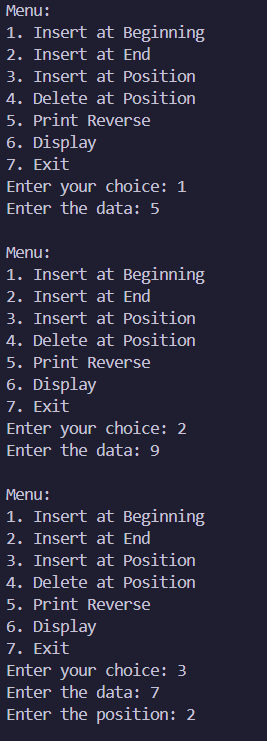 Menu:
1. Insert at Beginning
2. Insert at End
3. Insert at Position
4. Delete at Position
5. Print Reverse
6. Display
7. Exit
Enter your choice: 1
Enter the data: 5

Menu:
1. Insert at Beginning
2. Insert at End
3. Insert at Position
4. Delete at Position
5. Print Reverse
6. Display
7. Exit
Enter your choice: 2
Enter the data: 9

Menu:
1. Insert at Beginning
2. Insert at End
3. Insert at Position
4. Delete at Position
5. Print Reverse
6. Display
7. Exit
Enter your choice: 3
Enter the data: 7
Enter the position: 2